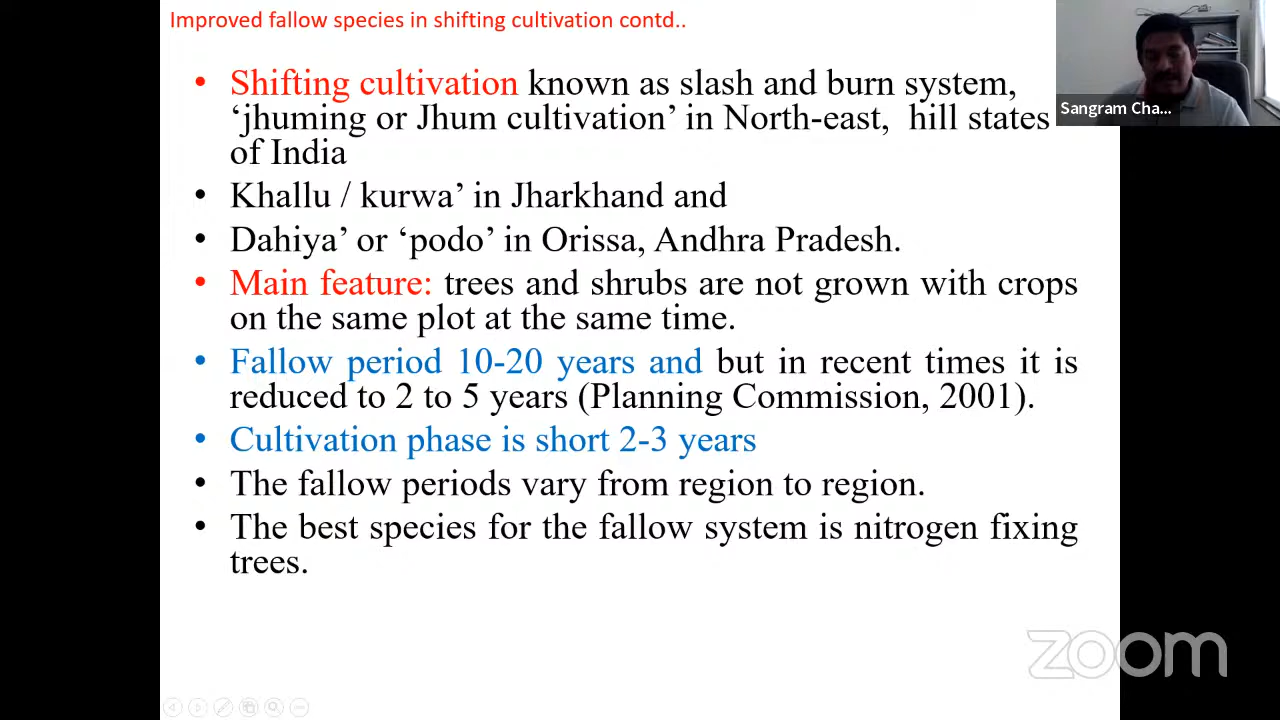 Improved fallow species in shifting cultivation contd..
• Shifting cultivation known as slash and burn system,
‘jhuming or Jhum cultivation’ in North-east, hill states
of India
• Khallu / kurwa’ in Jharkhand and
• Dahiya’ or ‘podo’ in Orissa, Andhra Pradesh.
• Main feature: trees and shrubs are not grown with crops
on the same plot at the same time.
• Fallow period 10-20 years and but in recent times it is
reduced to 2 to 5 years (Planning Commission, 2001).
• Cultivation phase is short 2-3 years
• The fallow periods vary from region to region.
• The best species for the fallow system is nitrogen fixing
trees.
Sangram Cha...
zoom